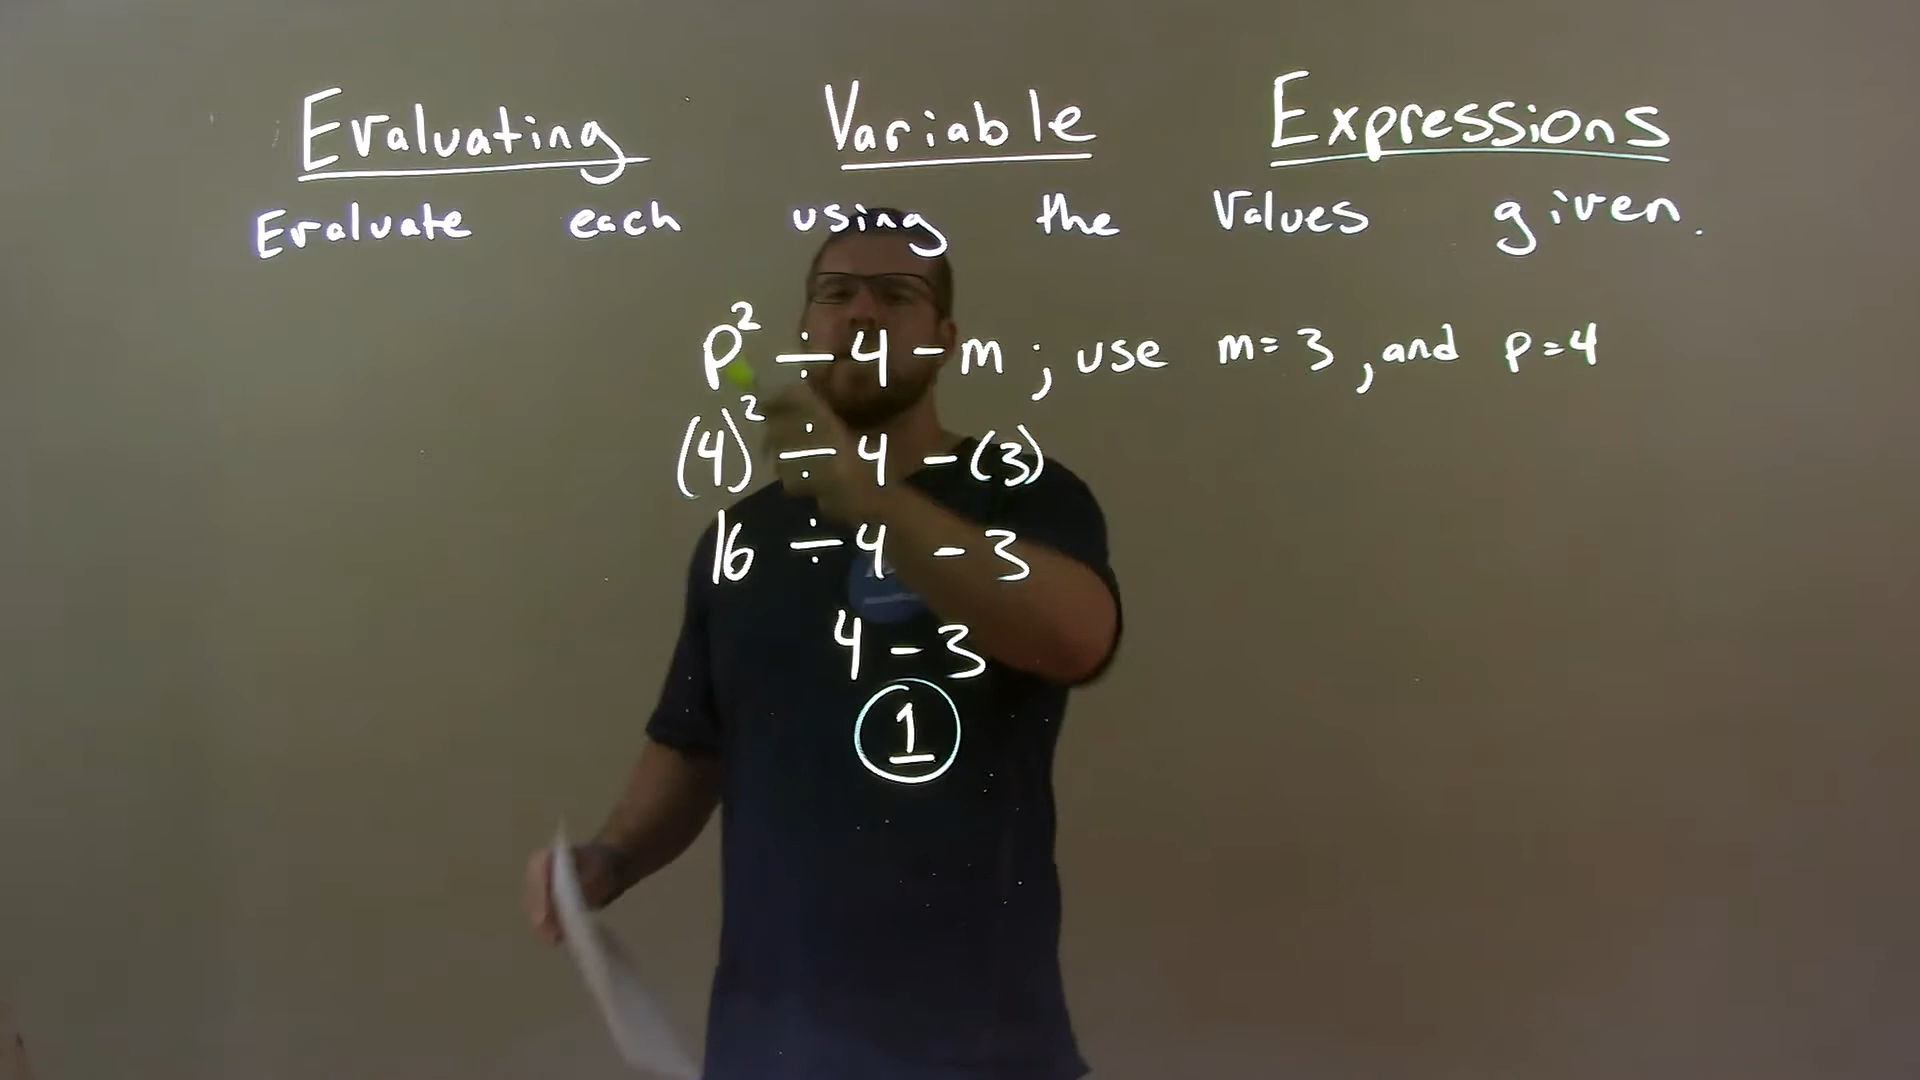 Evaluating Variable Expressions
Evaluate each using the values given.
p² ÷ 4 - m ; use m = 3 , and p = 4
(4)² ÷ 4 - (3)
16 ÷ 4 - 3
4 - 3
1